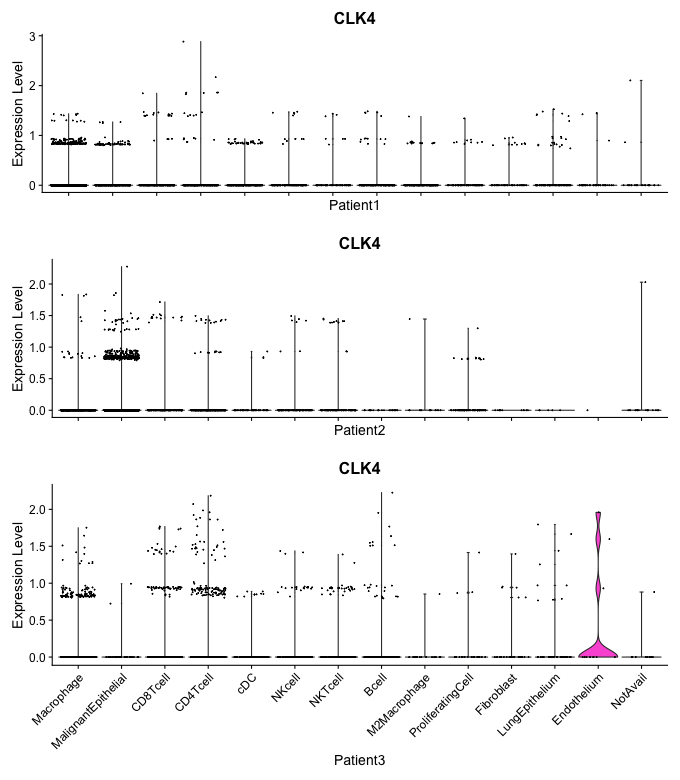 CLK4
Expression Level
3
2
1
0
Patient1
CLK4
Expression Level
2.0
1.5
1.0
0.5
0.0
Patient2
CLK4
Expression Level
2.0
1.5
1.0
0.5
0.0
Macrophage
MalignantEpithelial
CD8Tcell
CD4Tcell
cDC
NKcell
NKTcell
Bcell
M2Macrophage
ProliferatingCell
Fibroblast
LungEpithelium
Endothelium
NotAvail
Patient3